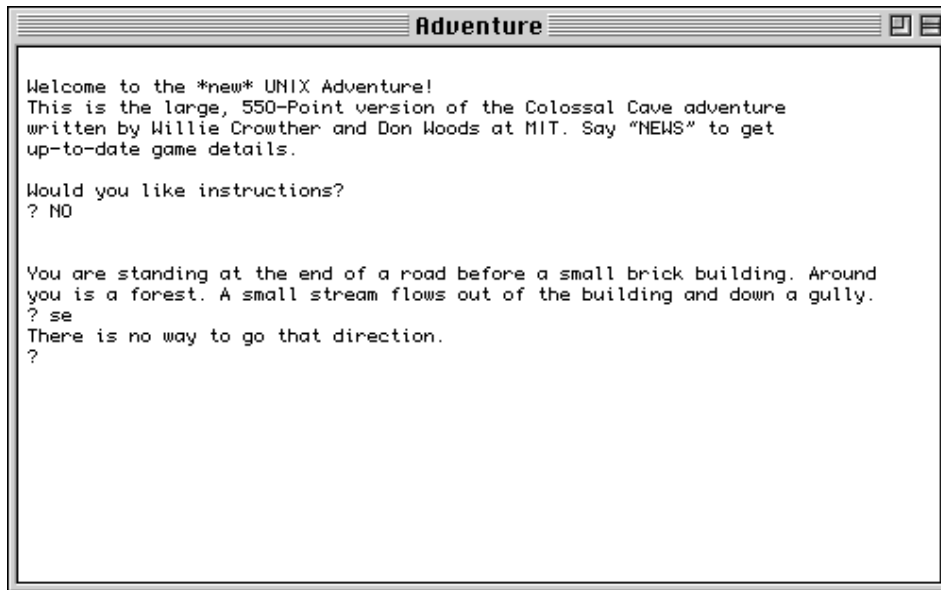 Adventure
Welcome to the *new* UNIX Adventure!
This is the large, 550-Point version of the Colossal Cave adventure
written by Willie Crowther and Don Woods at MIT. Say “NEWS” to get
up-to-date game details.
Would you like instructions?
? NO
You are standing at the end of a road before a small brick building. Around
you is a forest. A small stream flows out of the building and down a gully.
? se
There is no way to go that direction.
?